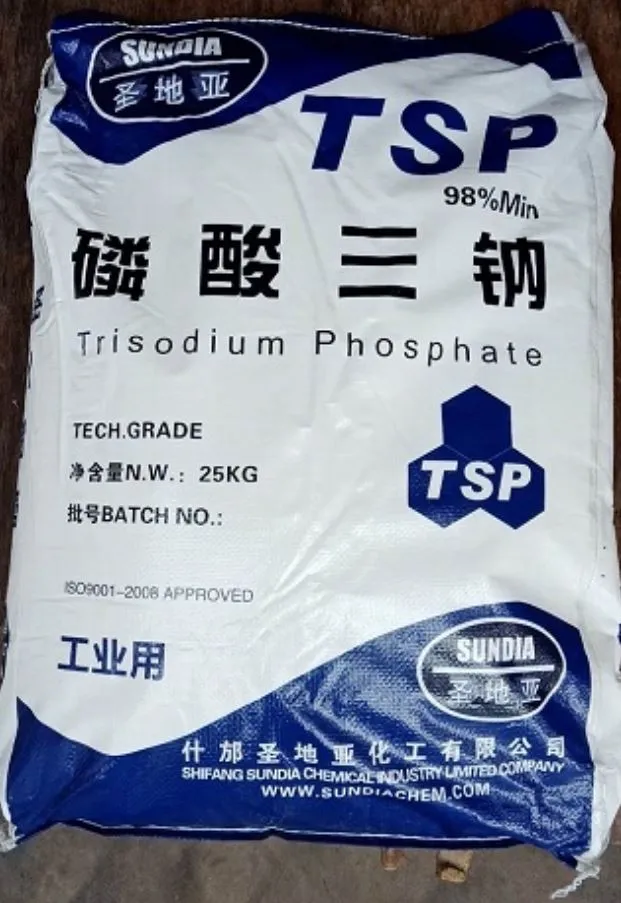 SUNDIA
圣地亚
TSP
98%Min
磷酸三钠
Trisodium Phosphate
TECH.GRADE
净含量N.W.: 25KG
批号BATCH NO.:
TSP
ISO9001-2008 APPROVED
工业用
SUNDIA
圣地亚
什邡圣地亚化工有限公司
SHIFANG SUNDIA CHEMICAL INDUSTRY LIMITED COMPANY
WWW.SUNDIACHEM.COM